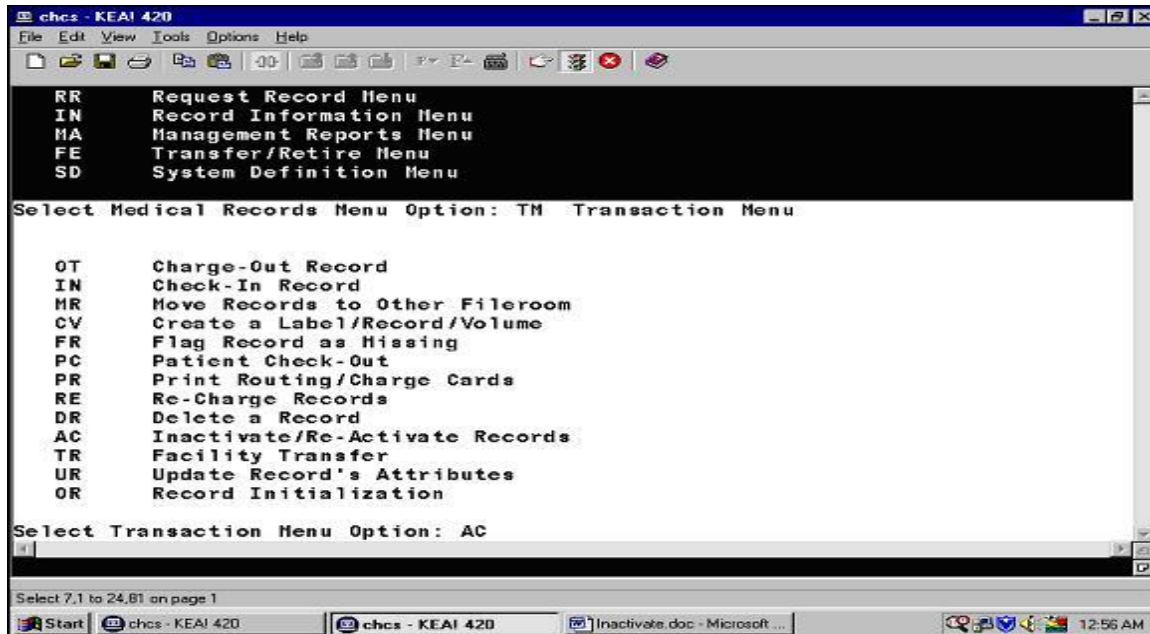 chcs - KEA! 420
File Edit View Tools Options Help
RR Request Record Menu
IN Record Information Menu
MA Management Reports Menu
FE Transfer/Retire Menu
SD System Definition Menu
Select Medical Records Menu Option: TM Transaction Menu
OT Charge-Out Record
IN Check-In Record
MR Move Records to Other Fileroom
CV Create a Label/Record/Volume
FR Flag Record as Missing
PC Patient Check-Out
PR Print Routing/Charge Cards
RE Re-Charge Records
DR Delete a Record
AC Inactivate/Re-Activate Records
TR Facility Transfer
UR Update Record's Attributes
OR Record Initialization
Select Transaction Menu Option: AC
Select 7,1 to 24,81 on page 1
Start chcs - KEA! 420 chcs - KEA! 420 Inactivate.doc - Microsoft ... 12:56 AM